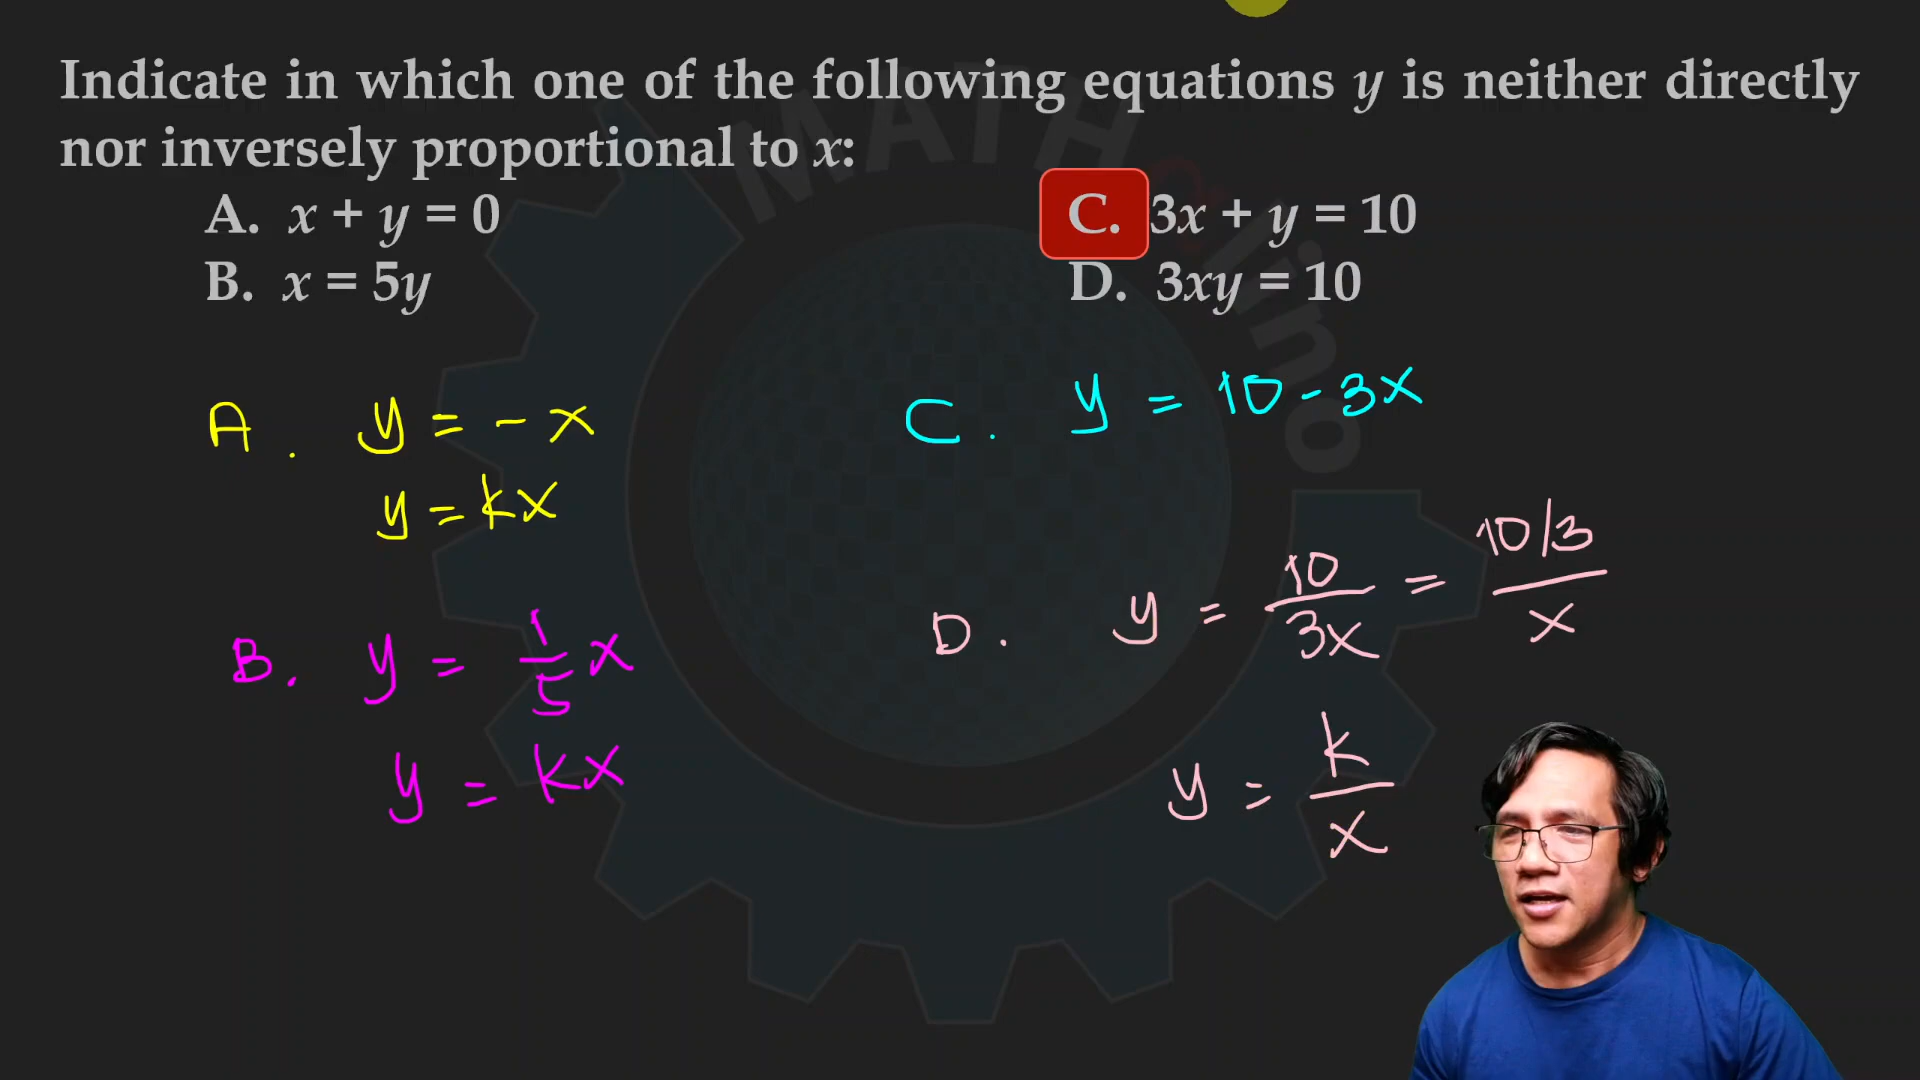 Indicate in which one of the following equations y is neither directly
nor inversely proportional to x:
A. x + y = 0
C. 3x + y = 10
B. x = 5y
D. 3xy = 10
MATHalino
A. y = -x
y = kx
C. y = 10 - 3x
B. y = 1/5 x
y = kx
D. y = 10/3x = 10/3/x
y = k/x